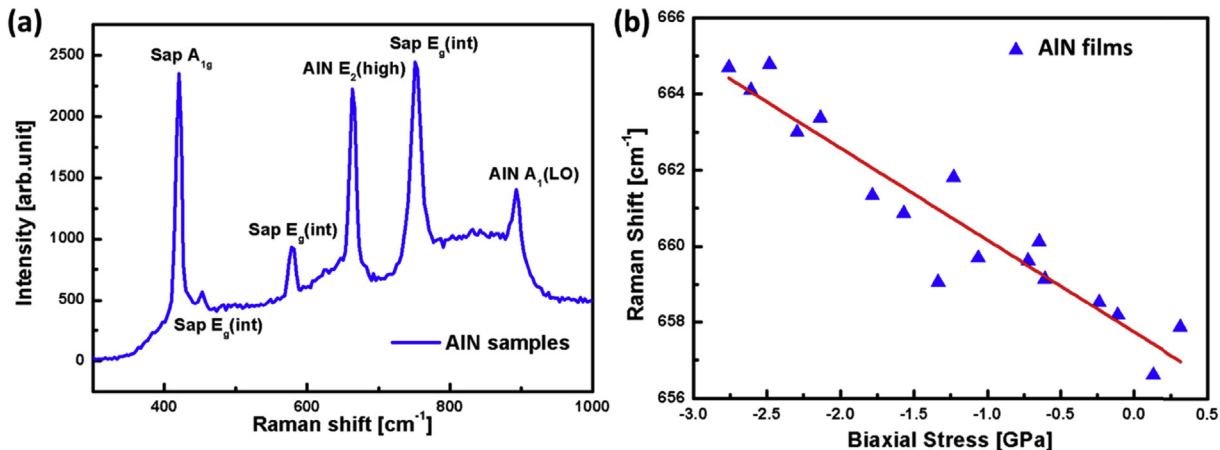 (a)
Intensity [arb.unit]
2500
2000
1500
1000
500
0
Sap A1g
Sap Eg(int)
Sap Eg(int)
AlN E2(high)
Sap Eg(int)
AlN A1(LO)
AlN samples
400 600 800 1000
Raman shift [cm-1]
(b)
Raman Shift [cm-1]
666
664
662
660
658
656
AlN films
-3.0 -2.5 -2.0 -1.5 -1.0 -0.5 0.0 0.5
Biaxial Stress [GPa]